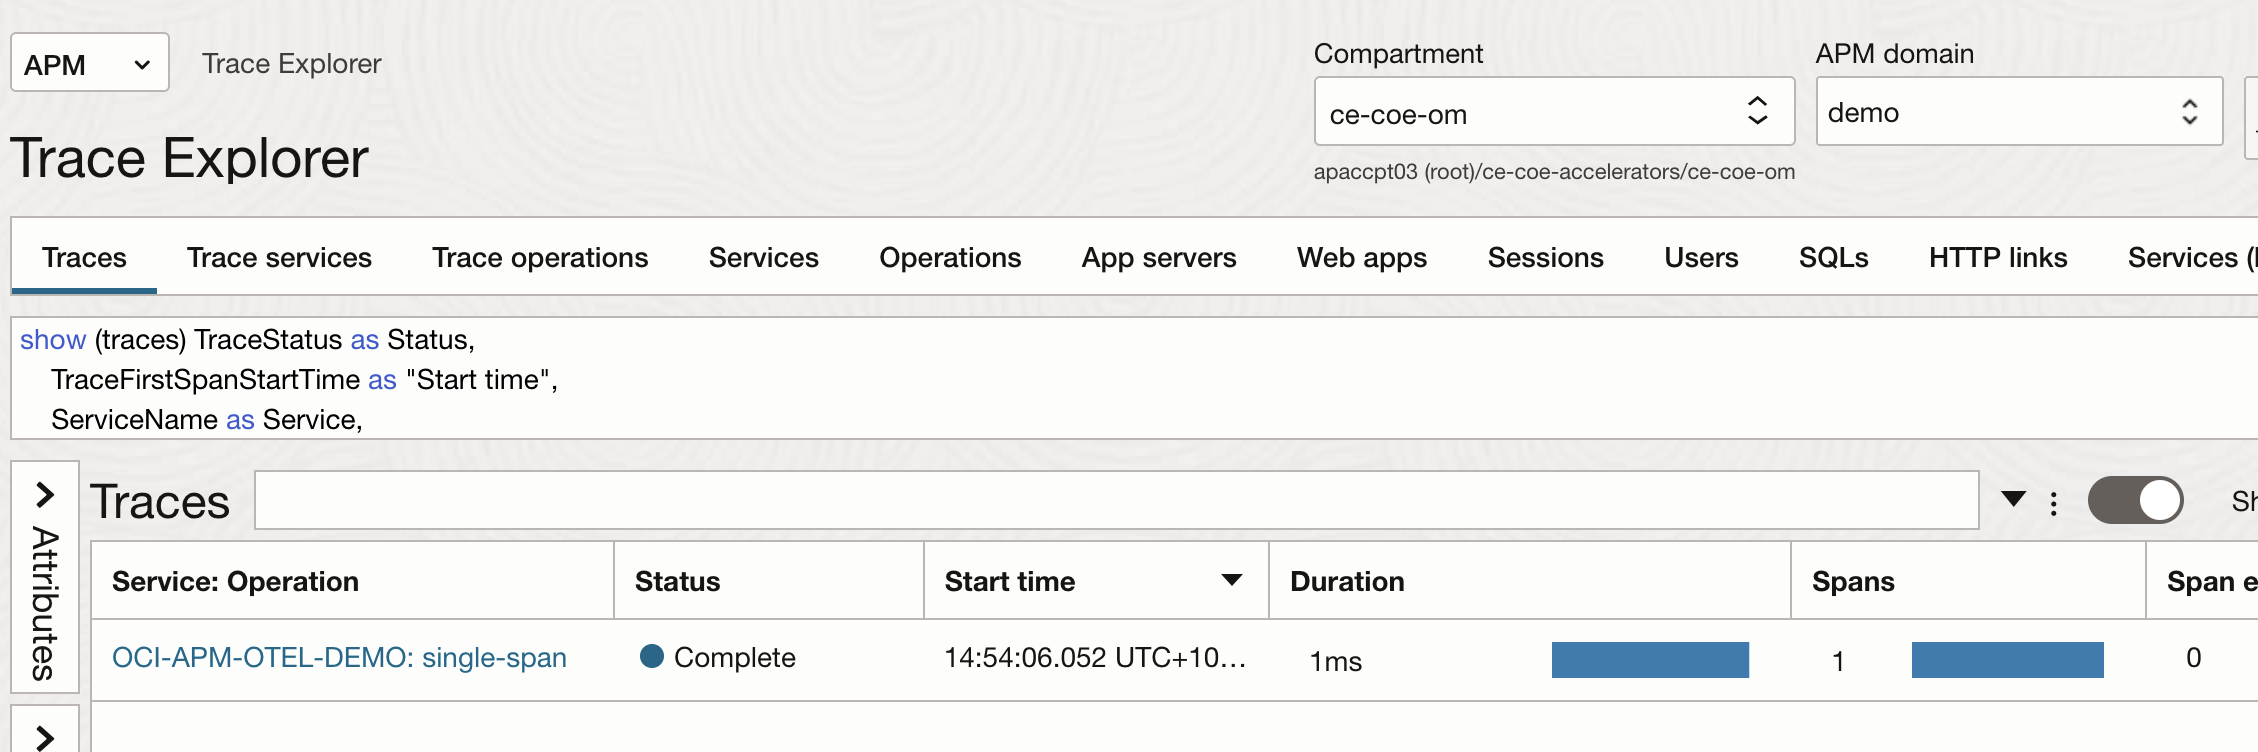 APM
Trace Explorer
Compartment
APM domain
ce-coe-om
demo
apaccpt03 (root)/ce-coe-accelerators/ce-coe-om
Trace Explorer
Traces Trace services Trace operations Services Operations App servers Web apps Sessions Users SQLs HTTP links Services (
show (traces) TraceStatus as Status,
TraceFirstSpanStartTime as "Start time",
ServiceName as Service,
Attributes
Traces
Sh
Service: Operation Status Start time Duration Spans Span e
OCI-APM-OTEL-DEMO: single-span Complete 14:54:06.052 UTC+10... 1ms 1 0